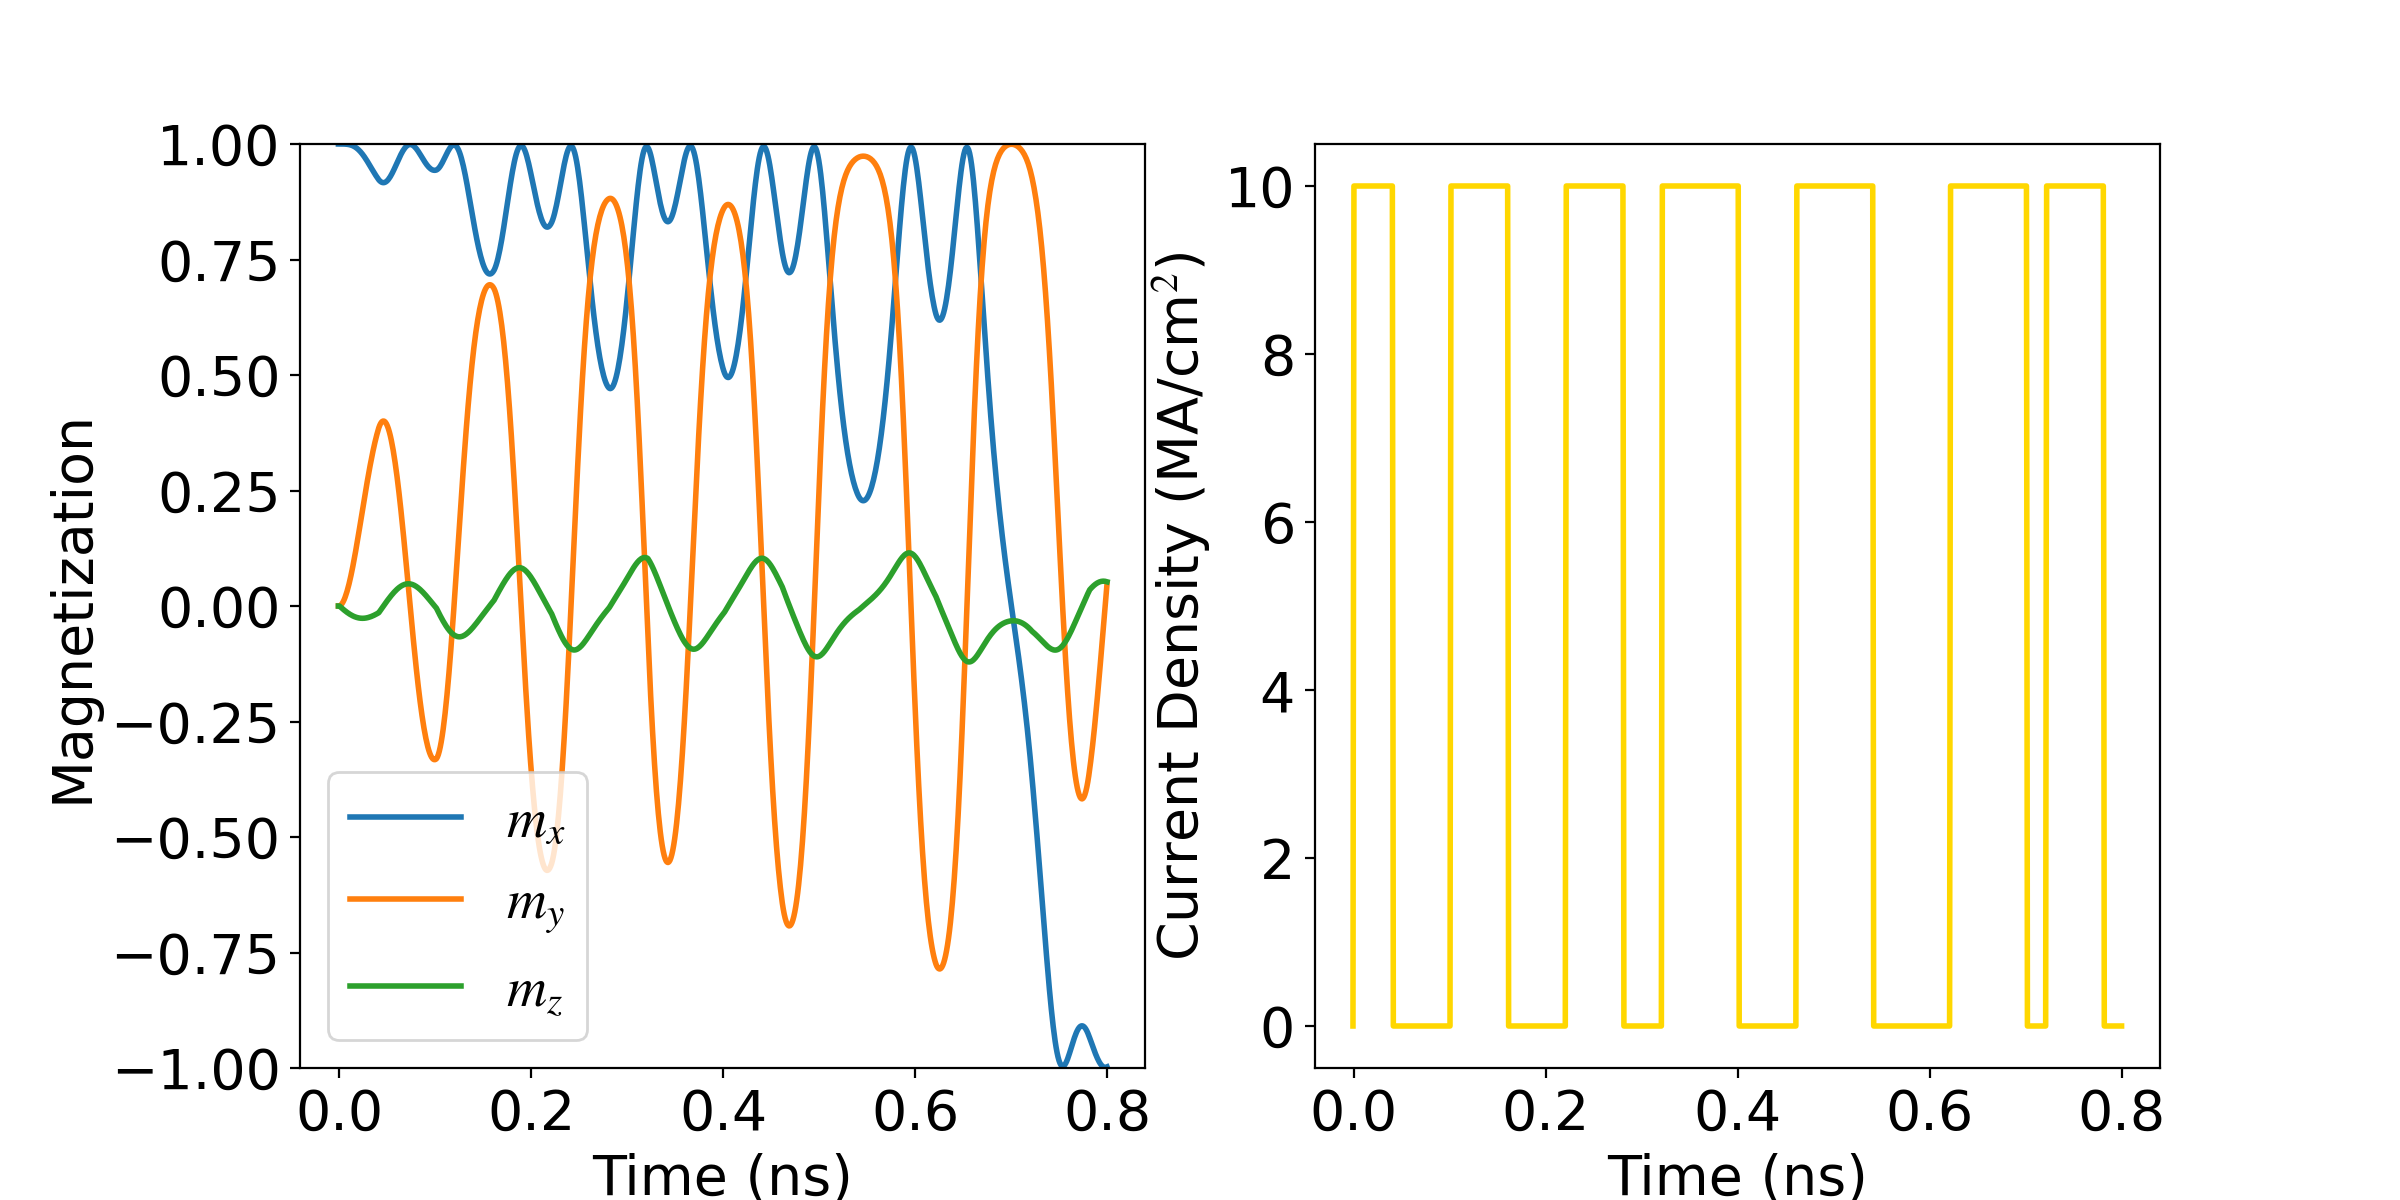 Magnetization
1.00
0.75
0.50
0.25
0.00
−0.25
−0.50
−0.75
−1.00
m_x
m_y
m_z
0.0 0.2 0.4 0.6 0.8
Time (ns)
Current Density (MA/cm²)
10
8
6
4
2
0
0.0 0.2 0.4 0.6 0.8
Time (ns)